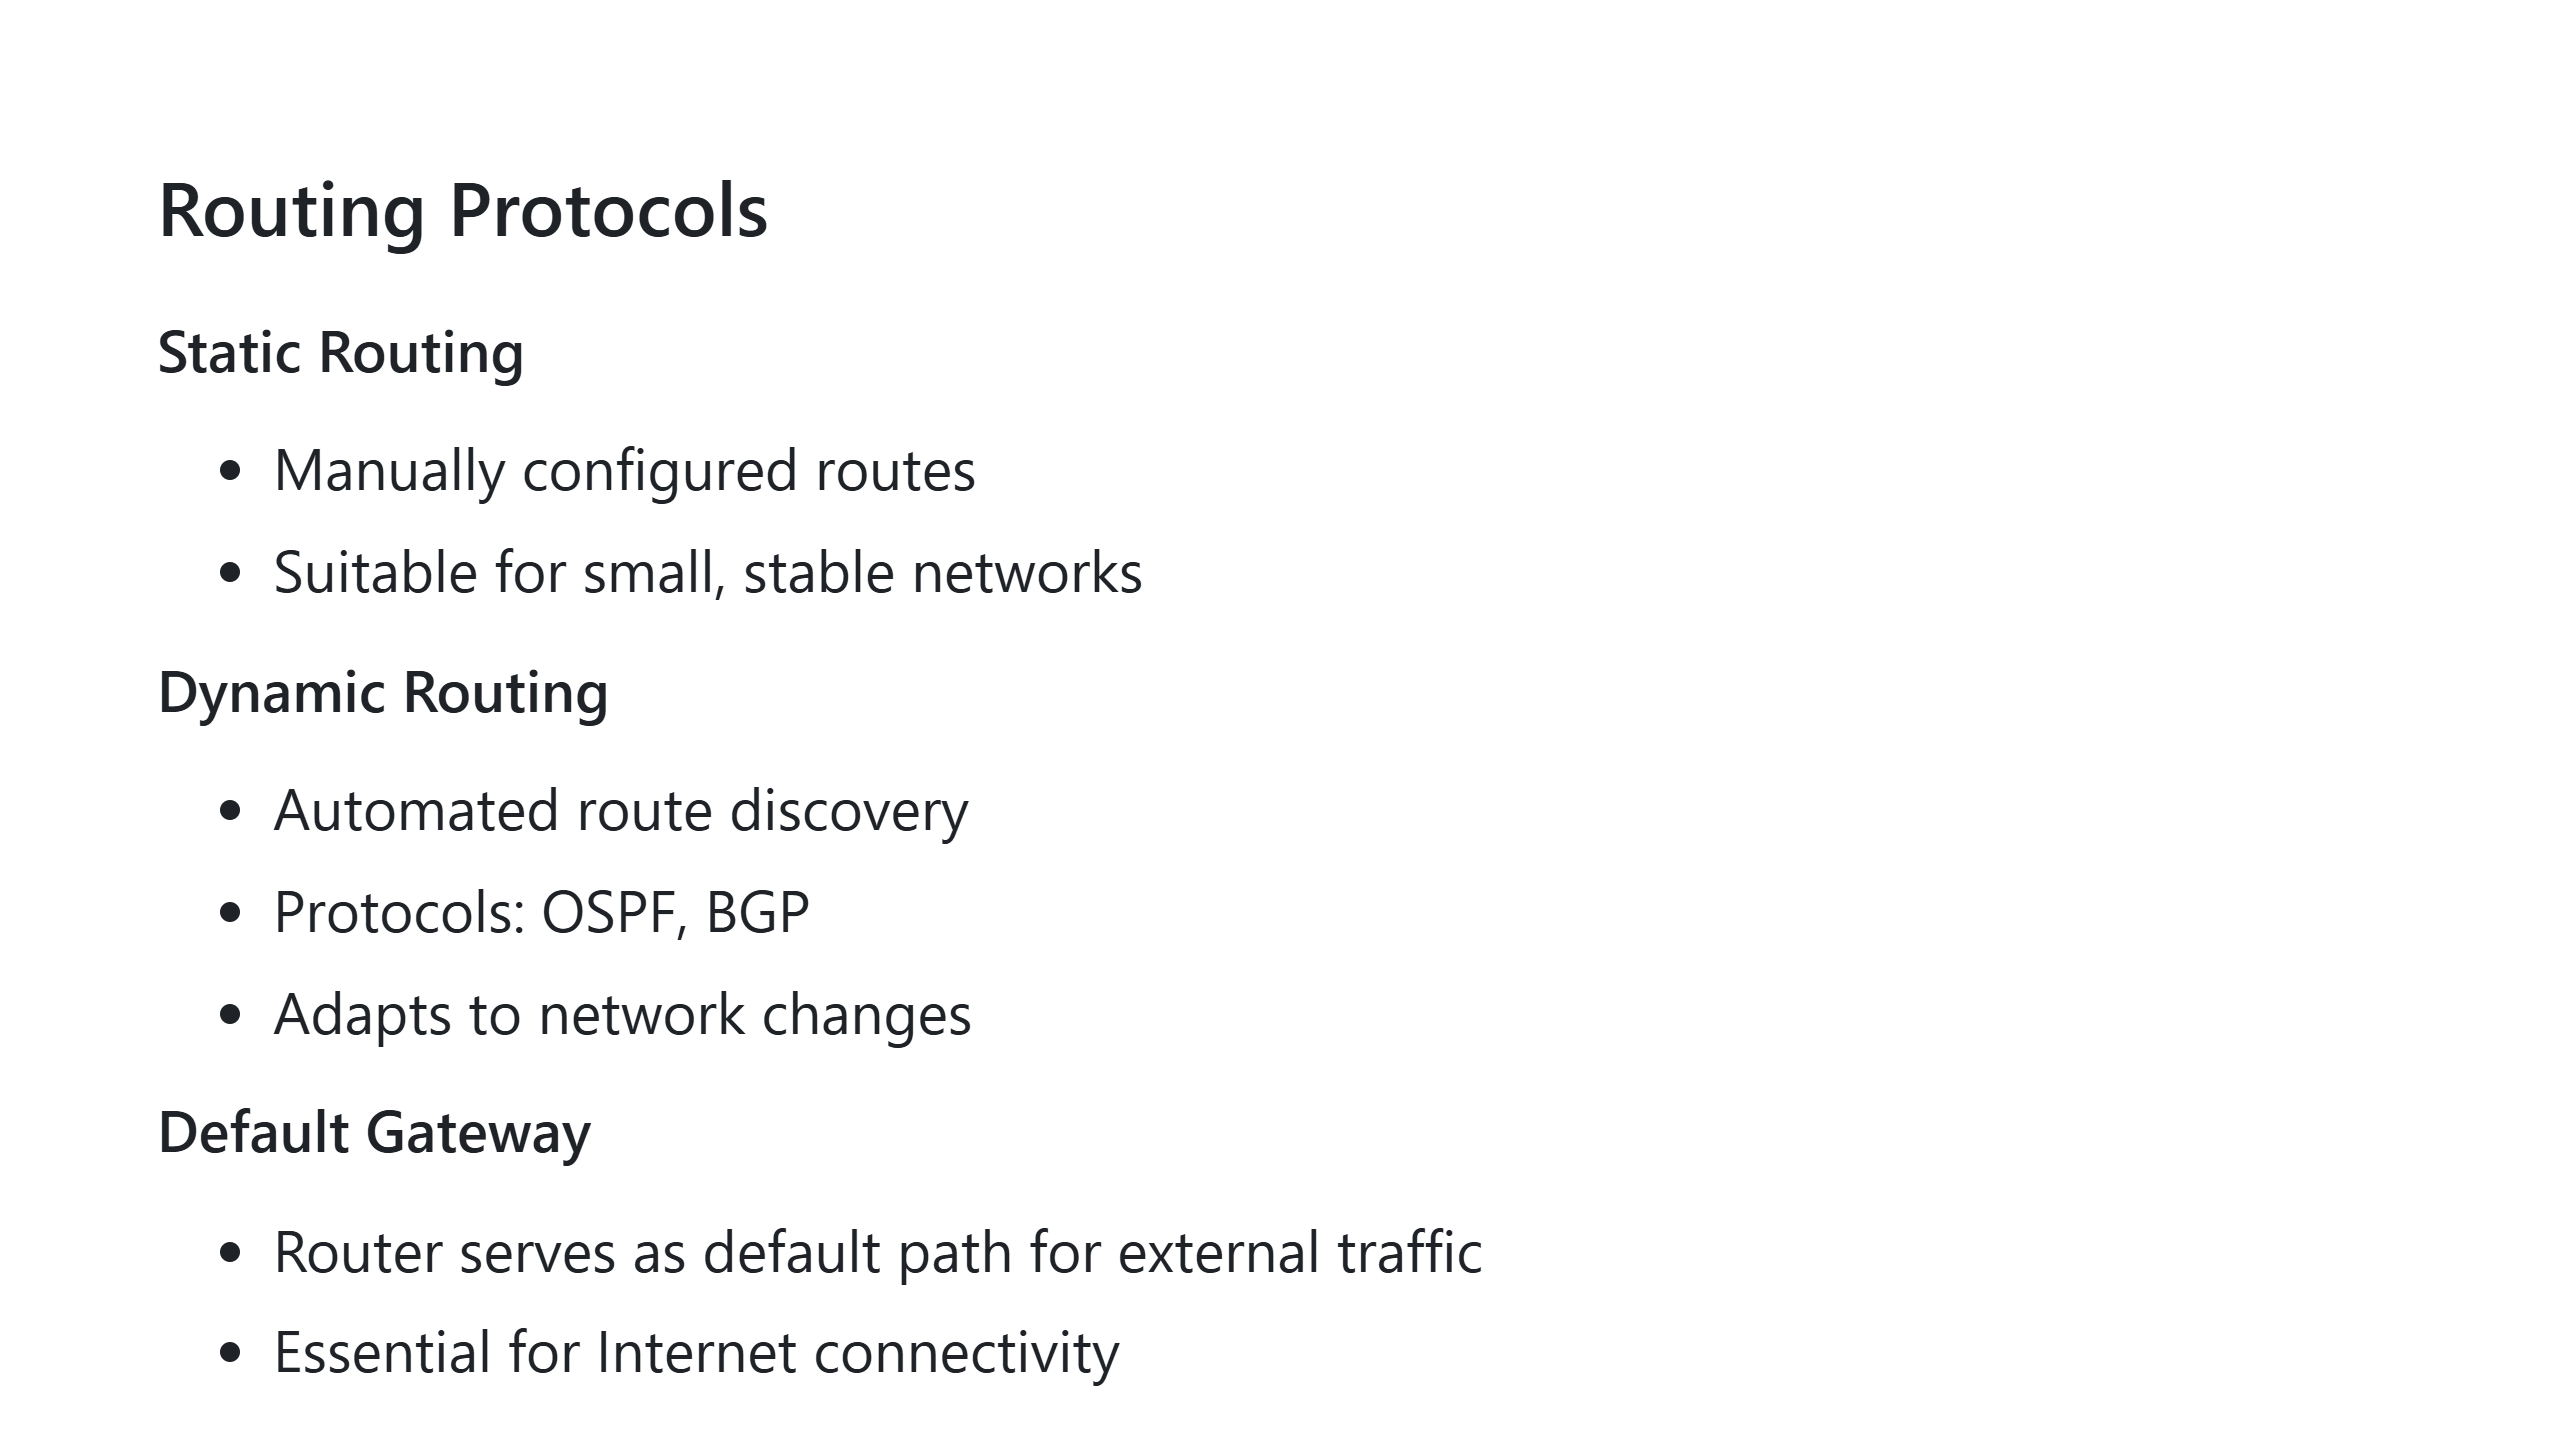 Routing Protocols
Static Routing
• Manually configured routes
• Suitable for small, stable networks
Dynamic Routing
• Automated route discovery
• Protocols: OSPF, BGP
• Adapts to network changes
Default Gateway
• Router serves as default path for external traffic
• Essential for Internet connectivity